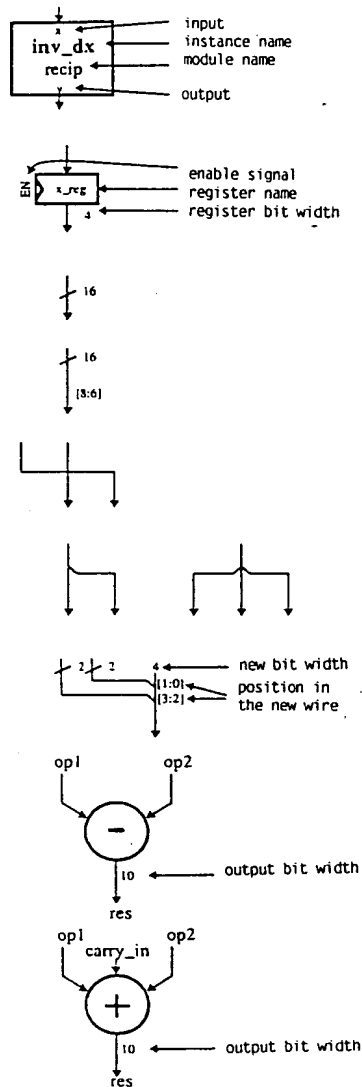 x
inv_dx
recip
y
input
instance name
module name
output
EN
x_reg
4
enable signal
register name
register bit width
16
16
[8:6]
2 2 4
new bit width
[1:0]
[3:2]
position in
the new wire
op1 op2
-
10
output bit width
res
op1 carry_in op2
+
10
output bit width
res